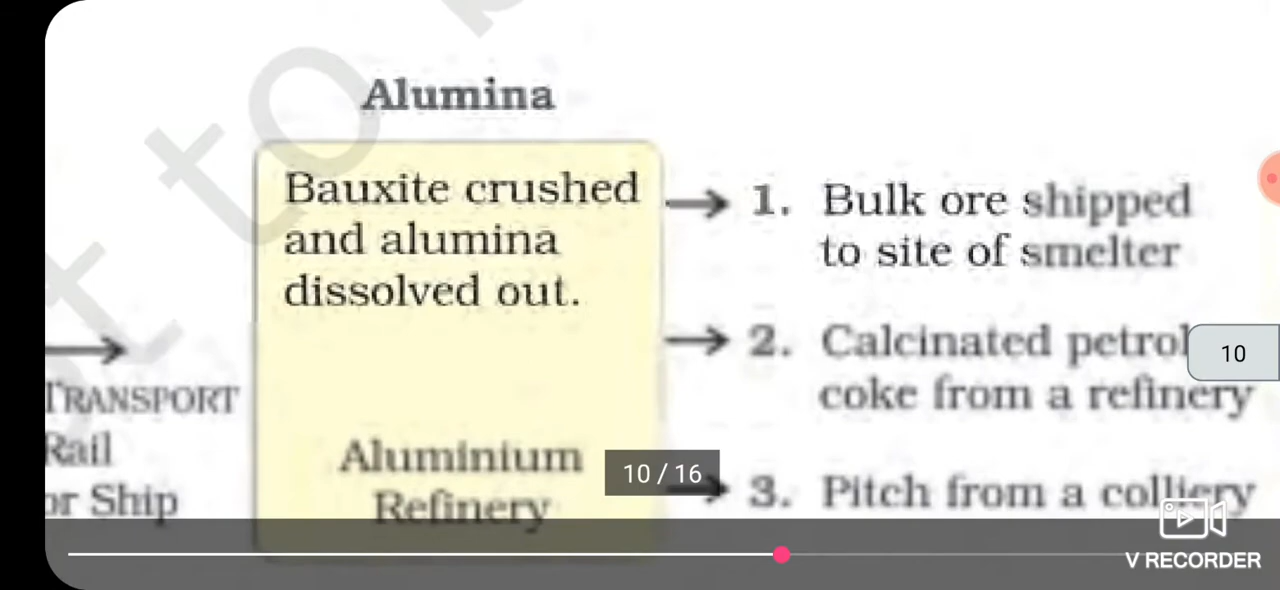 Alumina
Bauxite crushed
and alumina
dissolved out.
Aluminium
Refinery
TRANSPORT
Rail
or Ship
1. Bulk ore shipped
to site of smelter
2. Calcinated petrol
coke from a refinery
3. Pitch from a colliery
10
10 / 16
V RECORDER